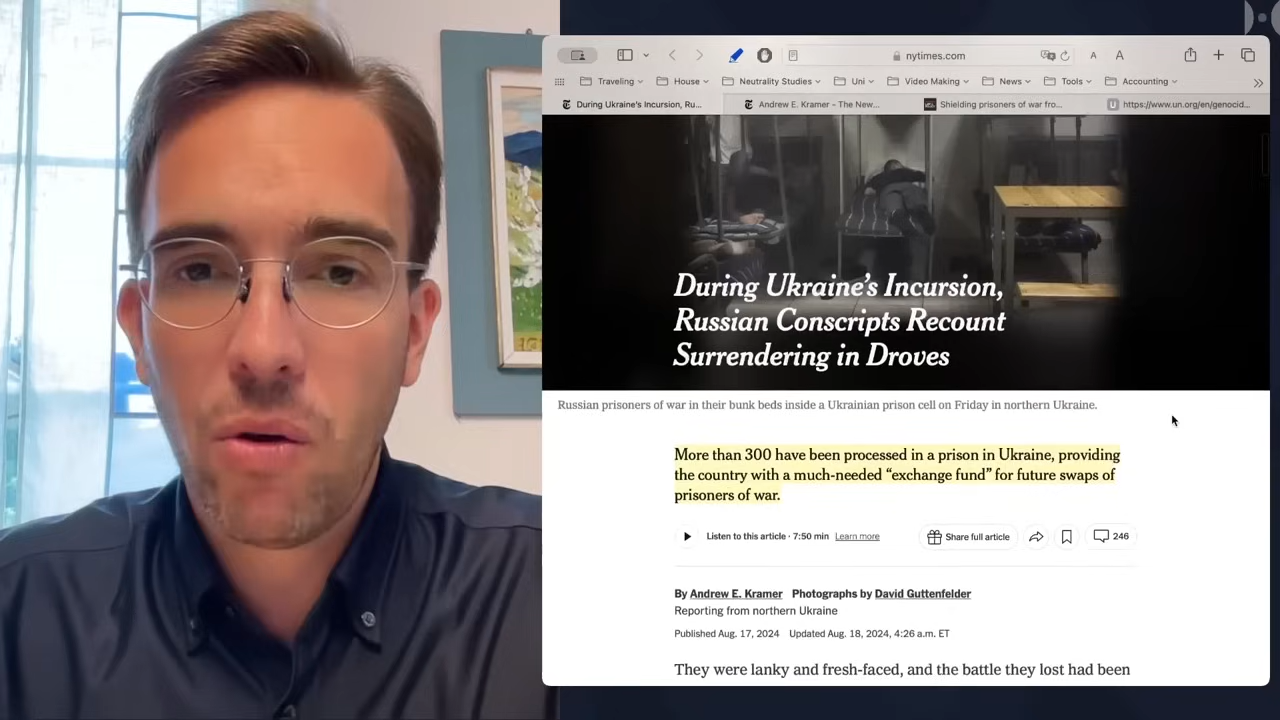 nytimes.com
A A
Traveling House Neutrality Studies Uni Video Making News Tools Accounting
During Ukraine's Incursion, Ru... Andrew E. Kramer - The New... Shielding prisoners of war fro... U https://www.un.org/en/genocid...
During Ukraine's Incursion,
Russian Conscripts Recount
Surrendering in Droves
Russian prisoners of war in their bunk beds inside a Ukrainian prison cell on Friday in northern Ukraine.
More than 300 have been processed in a prison in Ukraine, providing
the country with a much-needed “exchange fund” for future swaps of
prisoners of war.
Listen to this article · 7:50 min Learn more Share full article 246
By Andrew E. Kramer Photographs by David Guttenfelder
Reporting from northern Ukraine
Published Aug. 17, 2024 Updated Aug. 18, 2024, 4:26 a.m. ET
They were lanky and fresh-faced, and the battle they lost had been